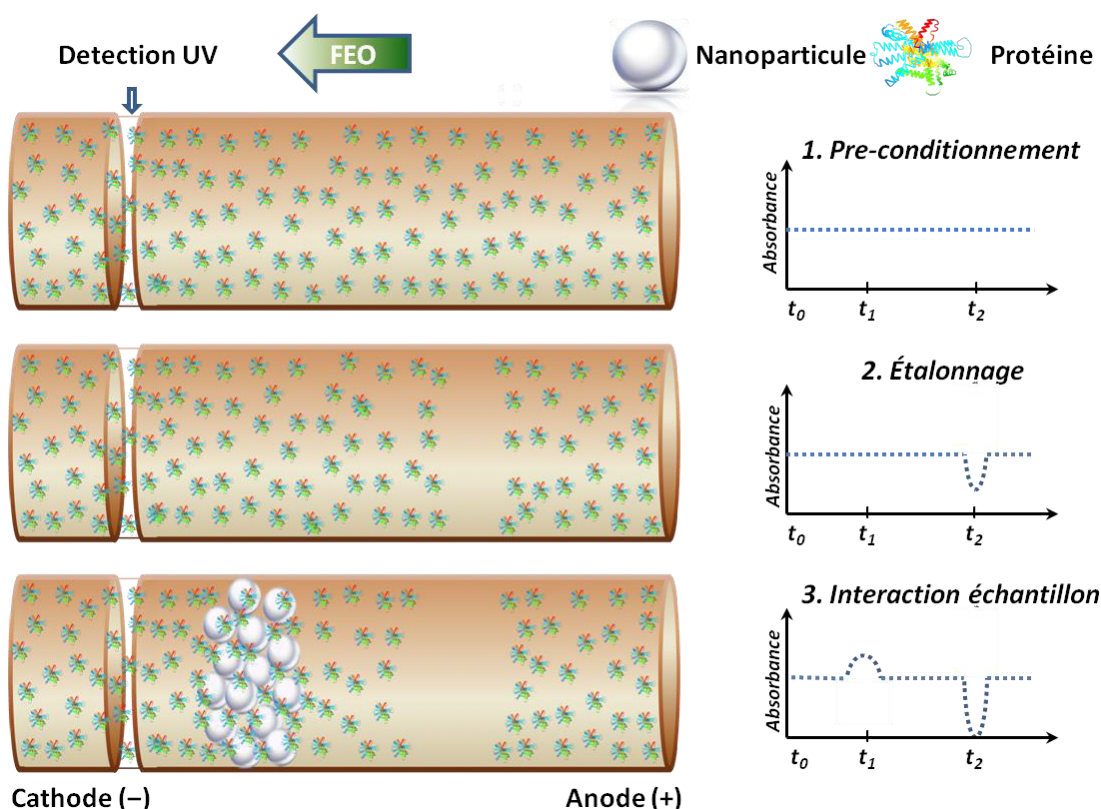 Detection UV
FEO
Nanoparticule
Protéine
1. Pre-conditionnement
Absorbance
t0
t1
t2
2. Étalonnage
Absorbance
t0
t1
t2
3. Interaction échantillon
Absorbance
t0
t1
t2
Cathode (–)
Anode (+)